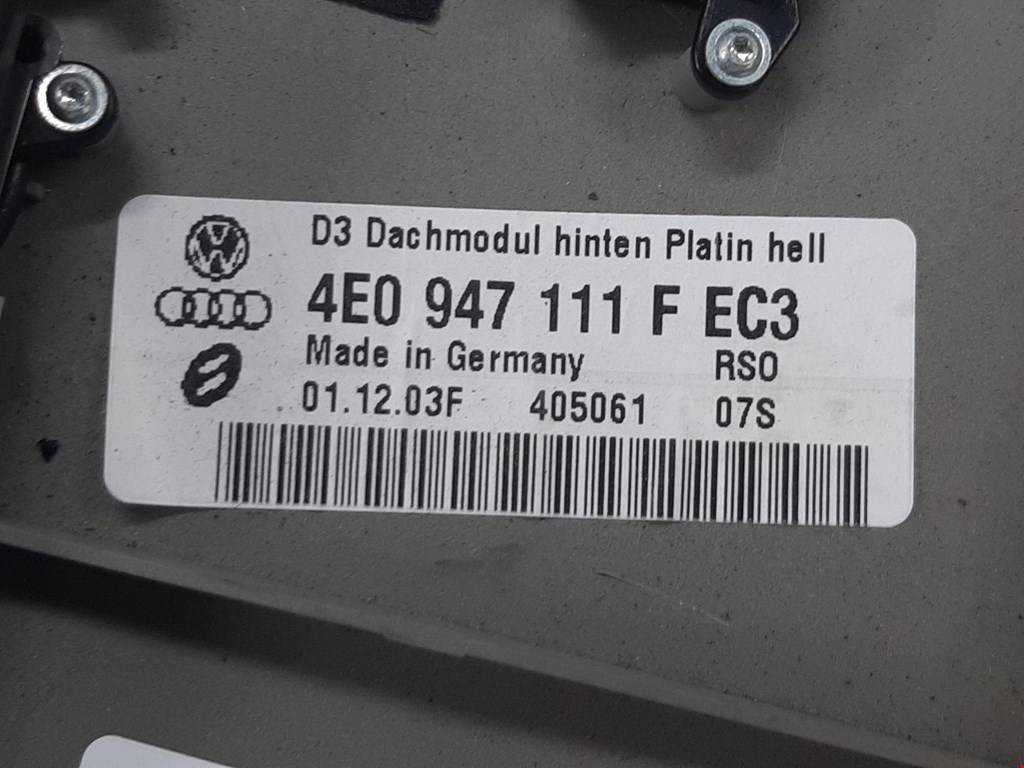 D3 Dachmodul hinten Platin hell
4E0 947 111 F EC3
Made in Germany RSO
01.12.03F 405061 07S